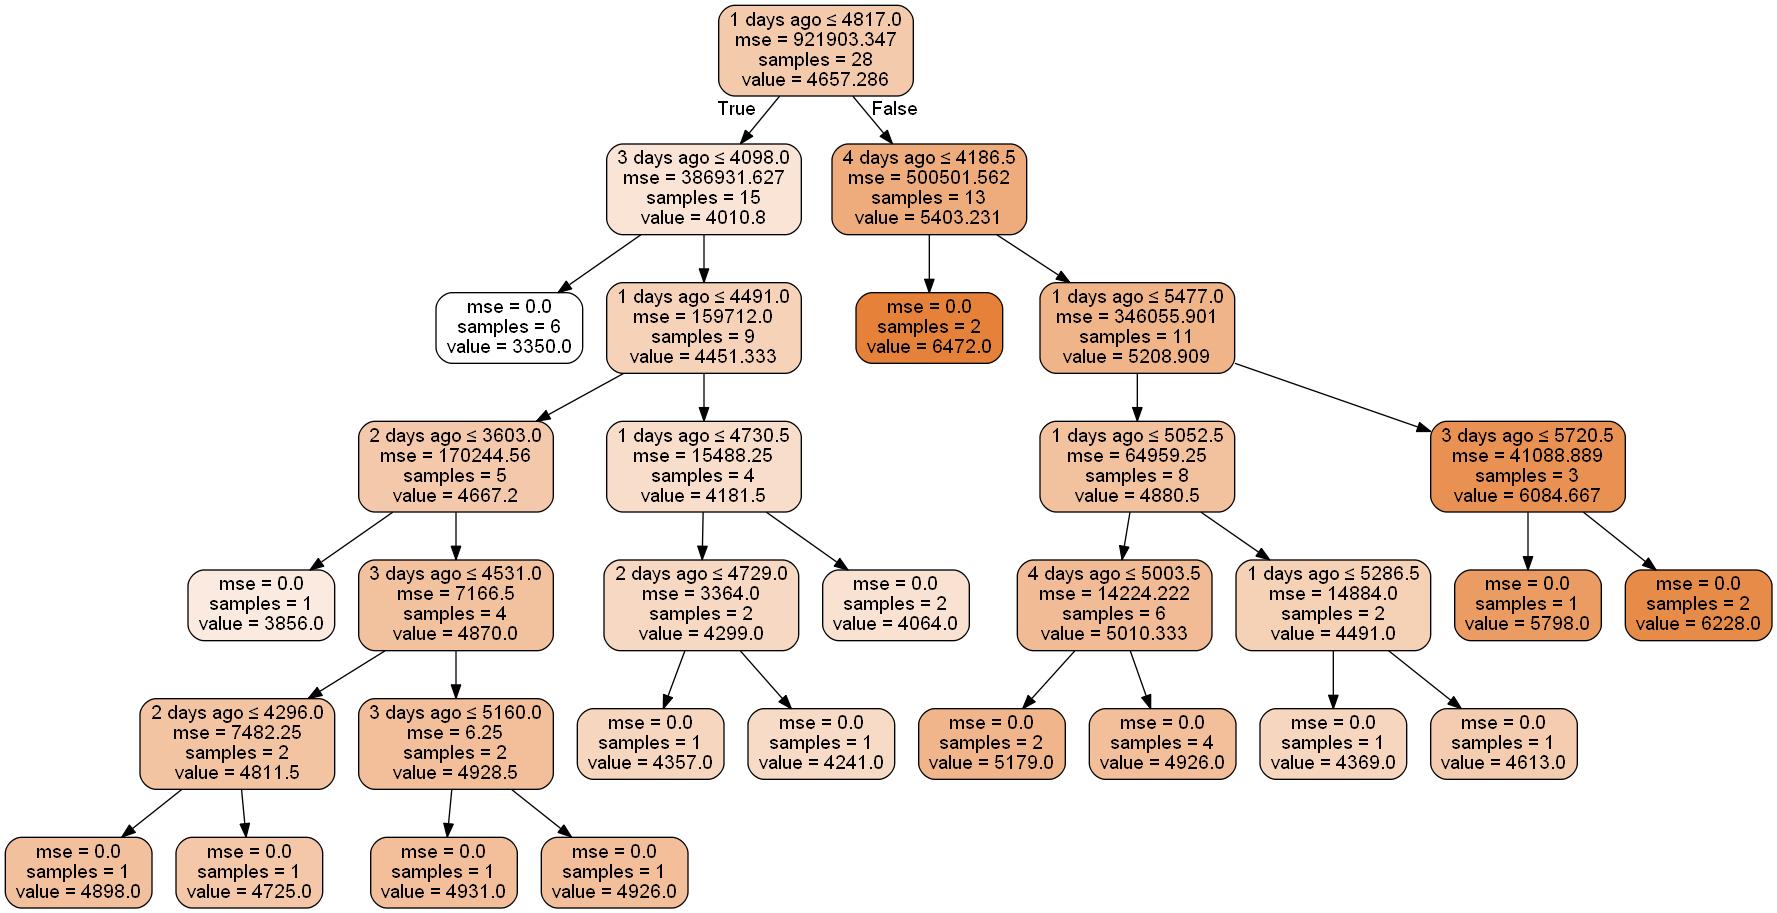 1 days ago ≤ 4817.0
mse = 921903.347
samples = 28
value = 4657.286
True
False
3 days ago ≤ 4098.0
mse = 386931.627
samples = 15
value = 4010.8
4 days ago ≤ 4186.5
mse = 500501.562
samples = 13
value = 5403.231
mse = 0.0
samples = 6
value = 3350.0
1 days ago ≤ 4491.0
mse = 159712.0
samples = 9
value = 4451.333
mse = 0.0
samples = 2
value = 6472.0
1 days ago ≤ 5477.0
mse = 346055.901
samples = 11
value = 5208.909
2 days ago ≤ 3603.0
mse = 170244.56
samples = 5
value = 4667.2
1 days ago ≤ 4730.5
mse = 15488.25
samples = 4
value = 4181.5
1 days ago ≤ 5052.5
mse = 64959.25
samples = 8
value = 4880.5
3 days ago ≤ 5720.5
mse = 41088.889
samples = 3
value = 6084.667
mse = 0.0
samples = 1
value = 3856.0
3 days ago ≤ 4531.0
mse = 7166.5
samples = 4
value = 4870.0
2 days ago ≤ 4729.0
mse = 3364.0
samples = 2
value = 4299.0
mse = 0.0
samples = 2
value = 4064.0
4 days ago ≤ 5003.5
mse = 14224.222
samples = 6
value = 5010.333
1 days ago ≤ 5286.5
mse = 14884.0
samples = 2
value = 4491.0
mse = 0.0
samples = 1
value = 5798.0
mse = 0.0
samples = 2
value = 6228.0
2 days ago ≤ 4296.0
mse = 7482.25
samples = 2
value = 4811.5
3 days ago ≤ 5160.0
mse = 6.25
samples = 2
value = 4928.5
mse = 0.0
samples = 1
value = 4357.0
mse = 0.0
samples = 1
value = 4241.0
mse = 0.0
samples = 2
value = 5179.0
mse = 0.0
samples = 4
value = 4926.0
mse = 0.0
samples = 1
value = 4369.0
mse = 0.0
samples = 1
value = 4613.0
mse = 0.0
samples = 1
value = 4898.0
mse = 0.0
samples = 1
value = 4725.0
mse = 0.0
samples = 1
value = 4931.0
mse = 0.0
samples = 1
value = 4926.0